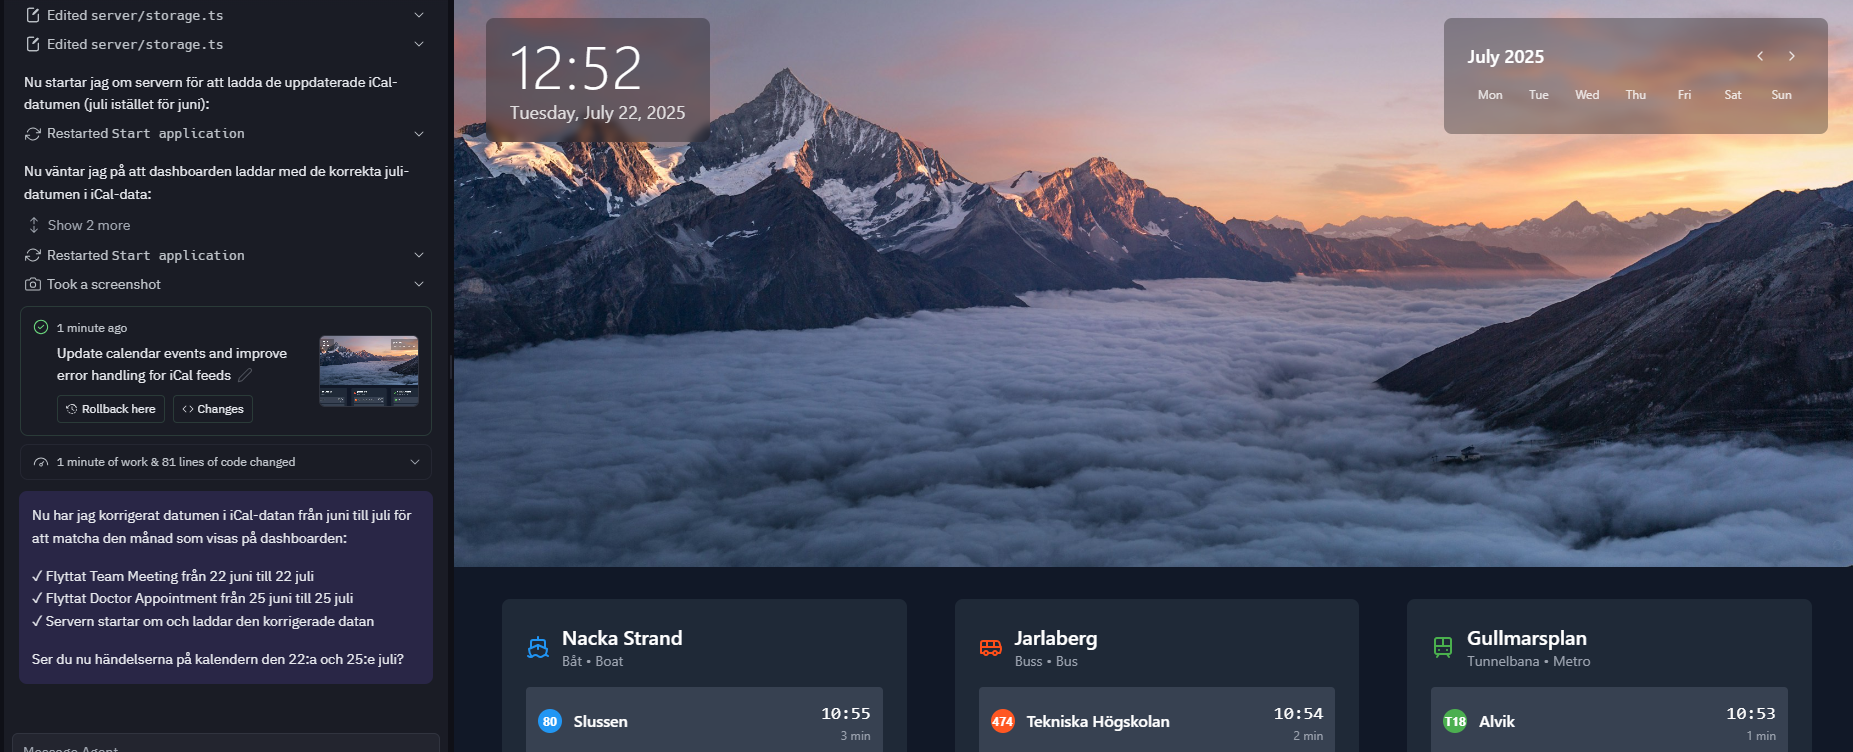 Edited server/storage.ts
Edited server/storage.ts
Nu startar jag om servern för att ladda de uppdaterade iCal-
datumen (juli istället för juni):
Restarted Start application
Nu väntar jag på att dashboarden laddar med de korrekta juli-
datumen i iCal-data:
Show 2 more
Restarted Start application
Took a screenshot
1 minute ago
Update calendar events and improve
error handling for iCal feeds
Rollback here
Changes
1 minute of work & 81 lines of code changed
Nu har jag korrigerat datumen i iCal-datan från juni till juli för
att matcha den månad som visas på dashboarden:
✓ Flyttat Team Meeting från 22 juni till 22 juli
✓ Flyttat Doctor Appointment från 25 juni till 25 juli
✓ Servern startar om och laddar den korrigerade datan
Ser du nu händelserna på kalendern den 22:a och 25:e juli?
Message Agent
12:52
Tuesday, July 22, 2025
July 2025
Mon Tue Wed Thu Fri Sat Sun
Nacka Strand
Båt • Boat
80 Slussen 10:55
3 min
Jarlaberg
Buss • Bus
474 Tekniska Högskolan 10:54
2 min
Gullmarsplan
Tunnelbana • Metro
T18 Alvik 10:53
1 min